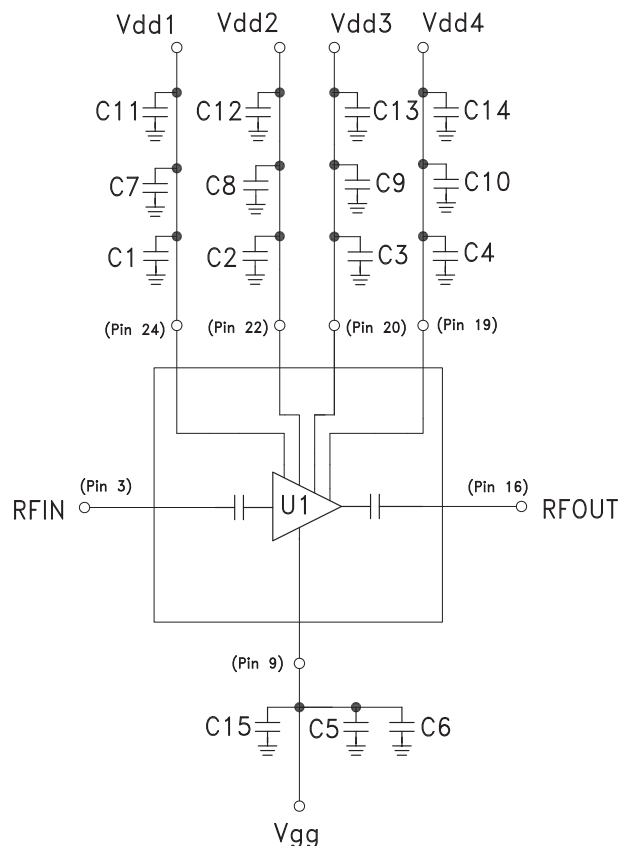 Vdd1 Vdd2 Vdd3 Vdd4
C11 C12 C13 C14
C7 C8 C9 C10
C1 C2 C3 C4
(Pin 24) (Pin 22) (Pin 20) (Pin 19)
(Pin 3) (Pin 16)
RFIN U1 RFOUT
(Pin 9)
C15 C5 C6
Vgg